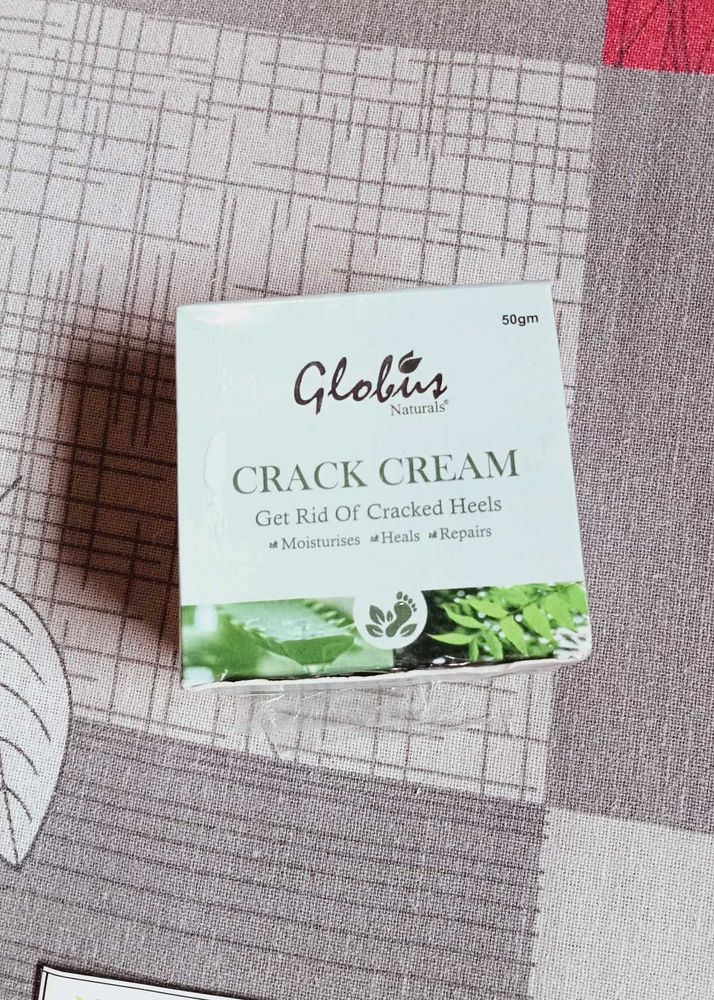 50gm
Globus
Naturals®
CRACK CREAM
Get Rid Of Cracked Heels
Moisturises Heals Repairs